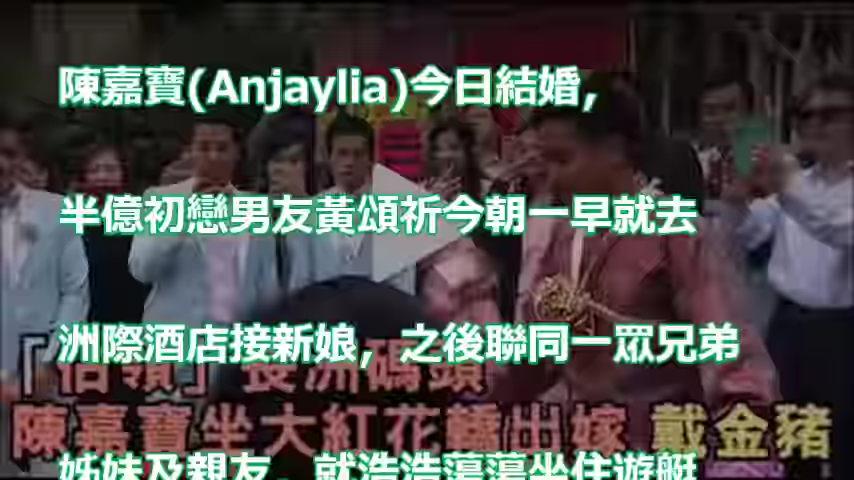 陳嘉寶(Anjaylia)今日結婚，
半億初戀男友黃頌祈今朝一早就去
洲際酒店接新娘，之後聯同一眾兄弟
「伯嶺」長洲碼頭
陳嘉寶坐大紅花轎出嫁 戴金豬
姊妹及親友，就浩浩蕩蕩坐住遊艇